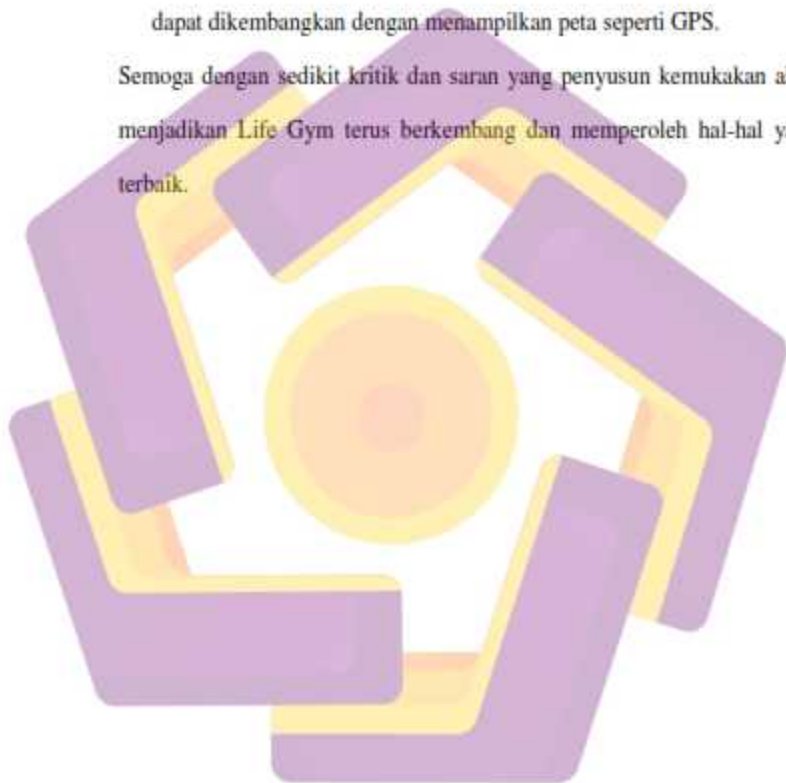 dapat dikembangkan dengan menampilkan peta seperti GPS.
Semoga dengan sedikit kritik dan saran yang penyusun kemukakan
menjadikan Life Gym terus berkembang dan memperoleh hal-hal
terbaik.